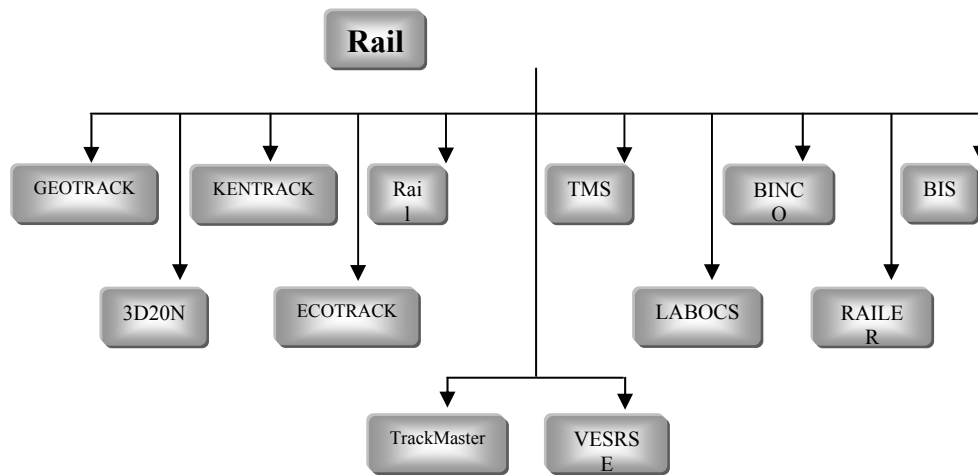 Rail
GEOTRACK
KENTRACK
Rai
l
TMS
BINC
O
BIS
3D20N
ECOTRACK
LABOCS
RAILE
R
TrackMaster
VESRS
E